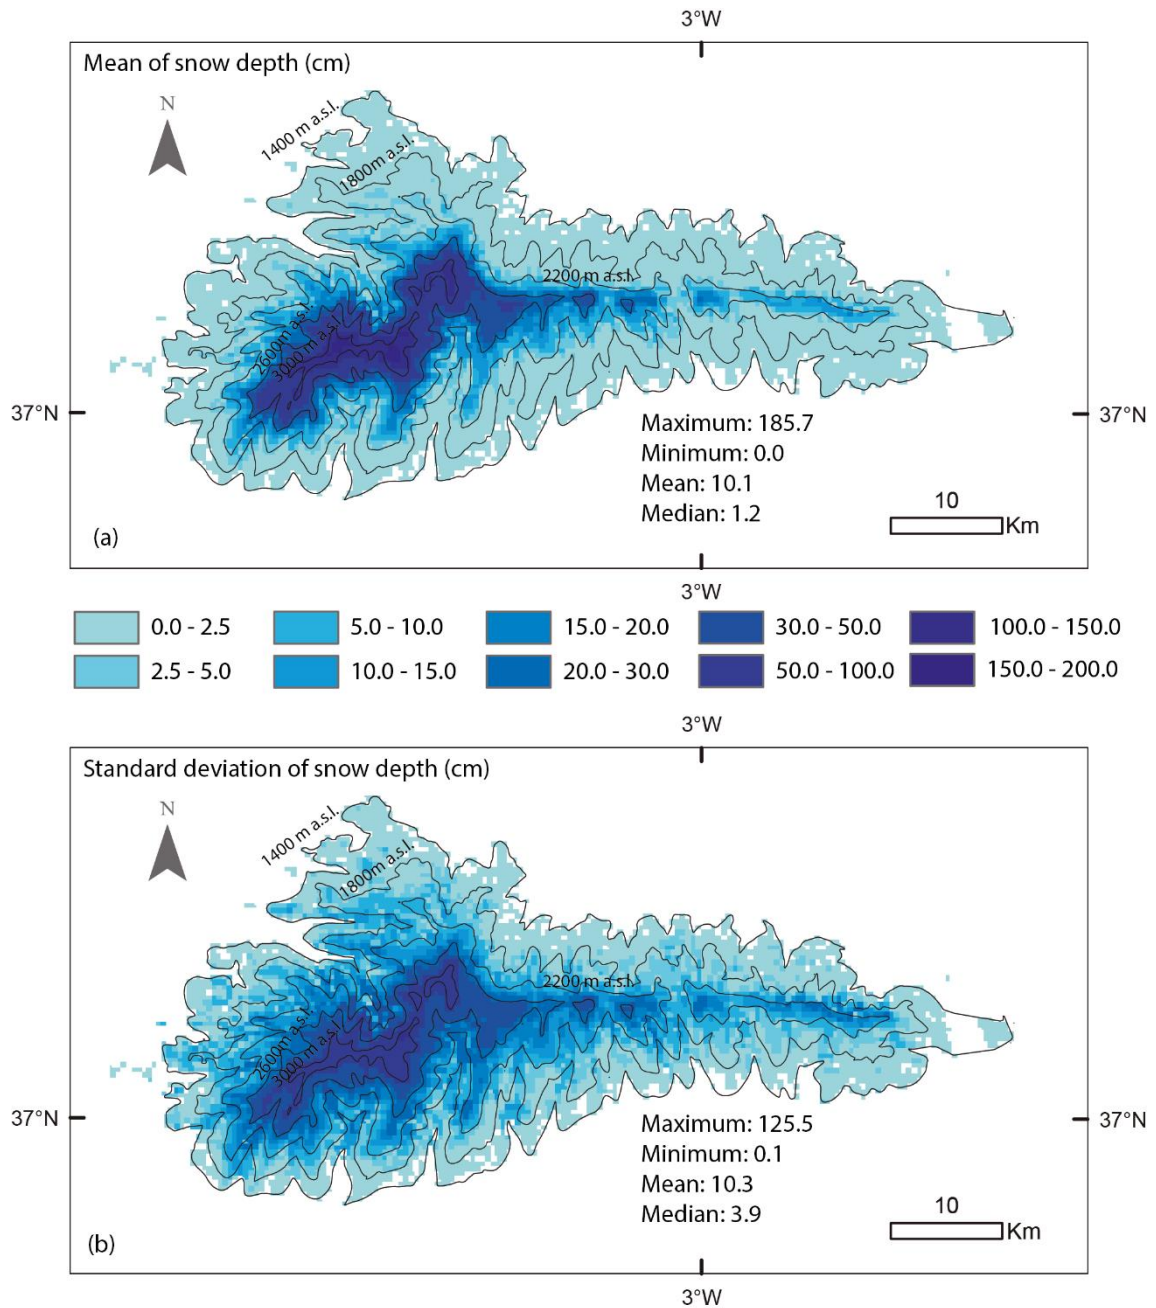 3°W
Mean of snow depth (cm)
N
1400 m a.s.l.
1800m a.s.l.
2200 m a.s.l.
2600m a.s.l.
3000 m a.s.l.
37°N
37°N
Maximum: 185.7
Minimum: 0.0
Mean: 10.1
Median: 1.2
10
Km
(a)
3°W
0.0 - 2.5
5.0 - 10.0
15.0 - 20.0
30.0 - 50.0
100.0 - 150.0
2.5 - 5.0
10.0 - 15.0
20.0 - 30.0
50.0 - 100.0
150.0 - 200.0
3°W
Standard deviation of snow depth (cm)
N
1400 m a.s.l.
1800m a.s.l.
2200 m a.s.l.
2600m a.s.l.
3000 m a.s.l.
37°N
37°N
Maximum: 125.5
Minimum: 0.1
Mean: 10.3
Median: 3.9
10
Km
(b)
3°W